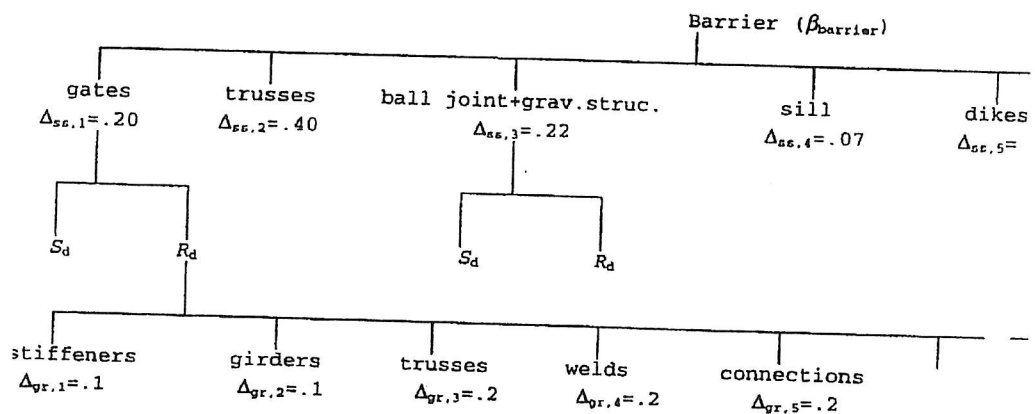 Barrier (β_barrier)
gates trusses ball joint+grav.struc. sill dikes
Δ_ss,1=.20 Δ_ss,2=.40 Δ_ss,3=.22 Δ_ss,4=.07 Δ_ss,5=
S_d R_d S_d R_d
stiffeners girders trusses welds connections
Δ_gr,1=.1 Δ_gr,2=.1 Δ_gr,3=.2 Δ_gr,4=.2 Δ_gr,5=.2